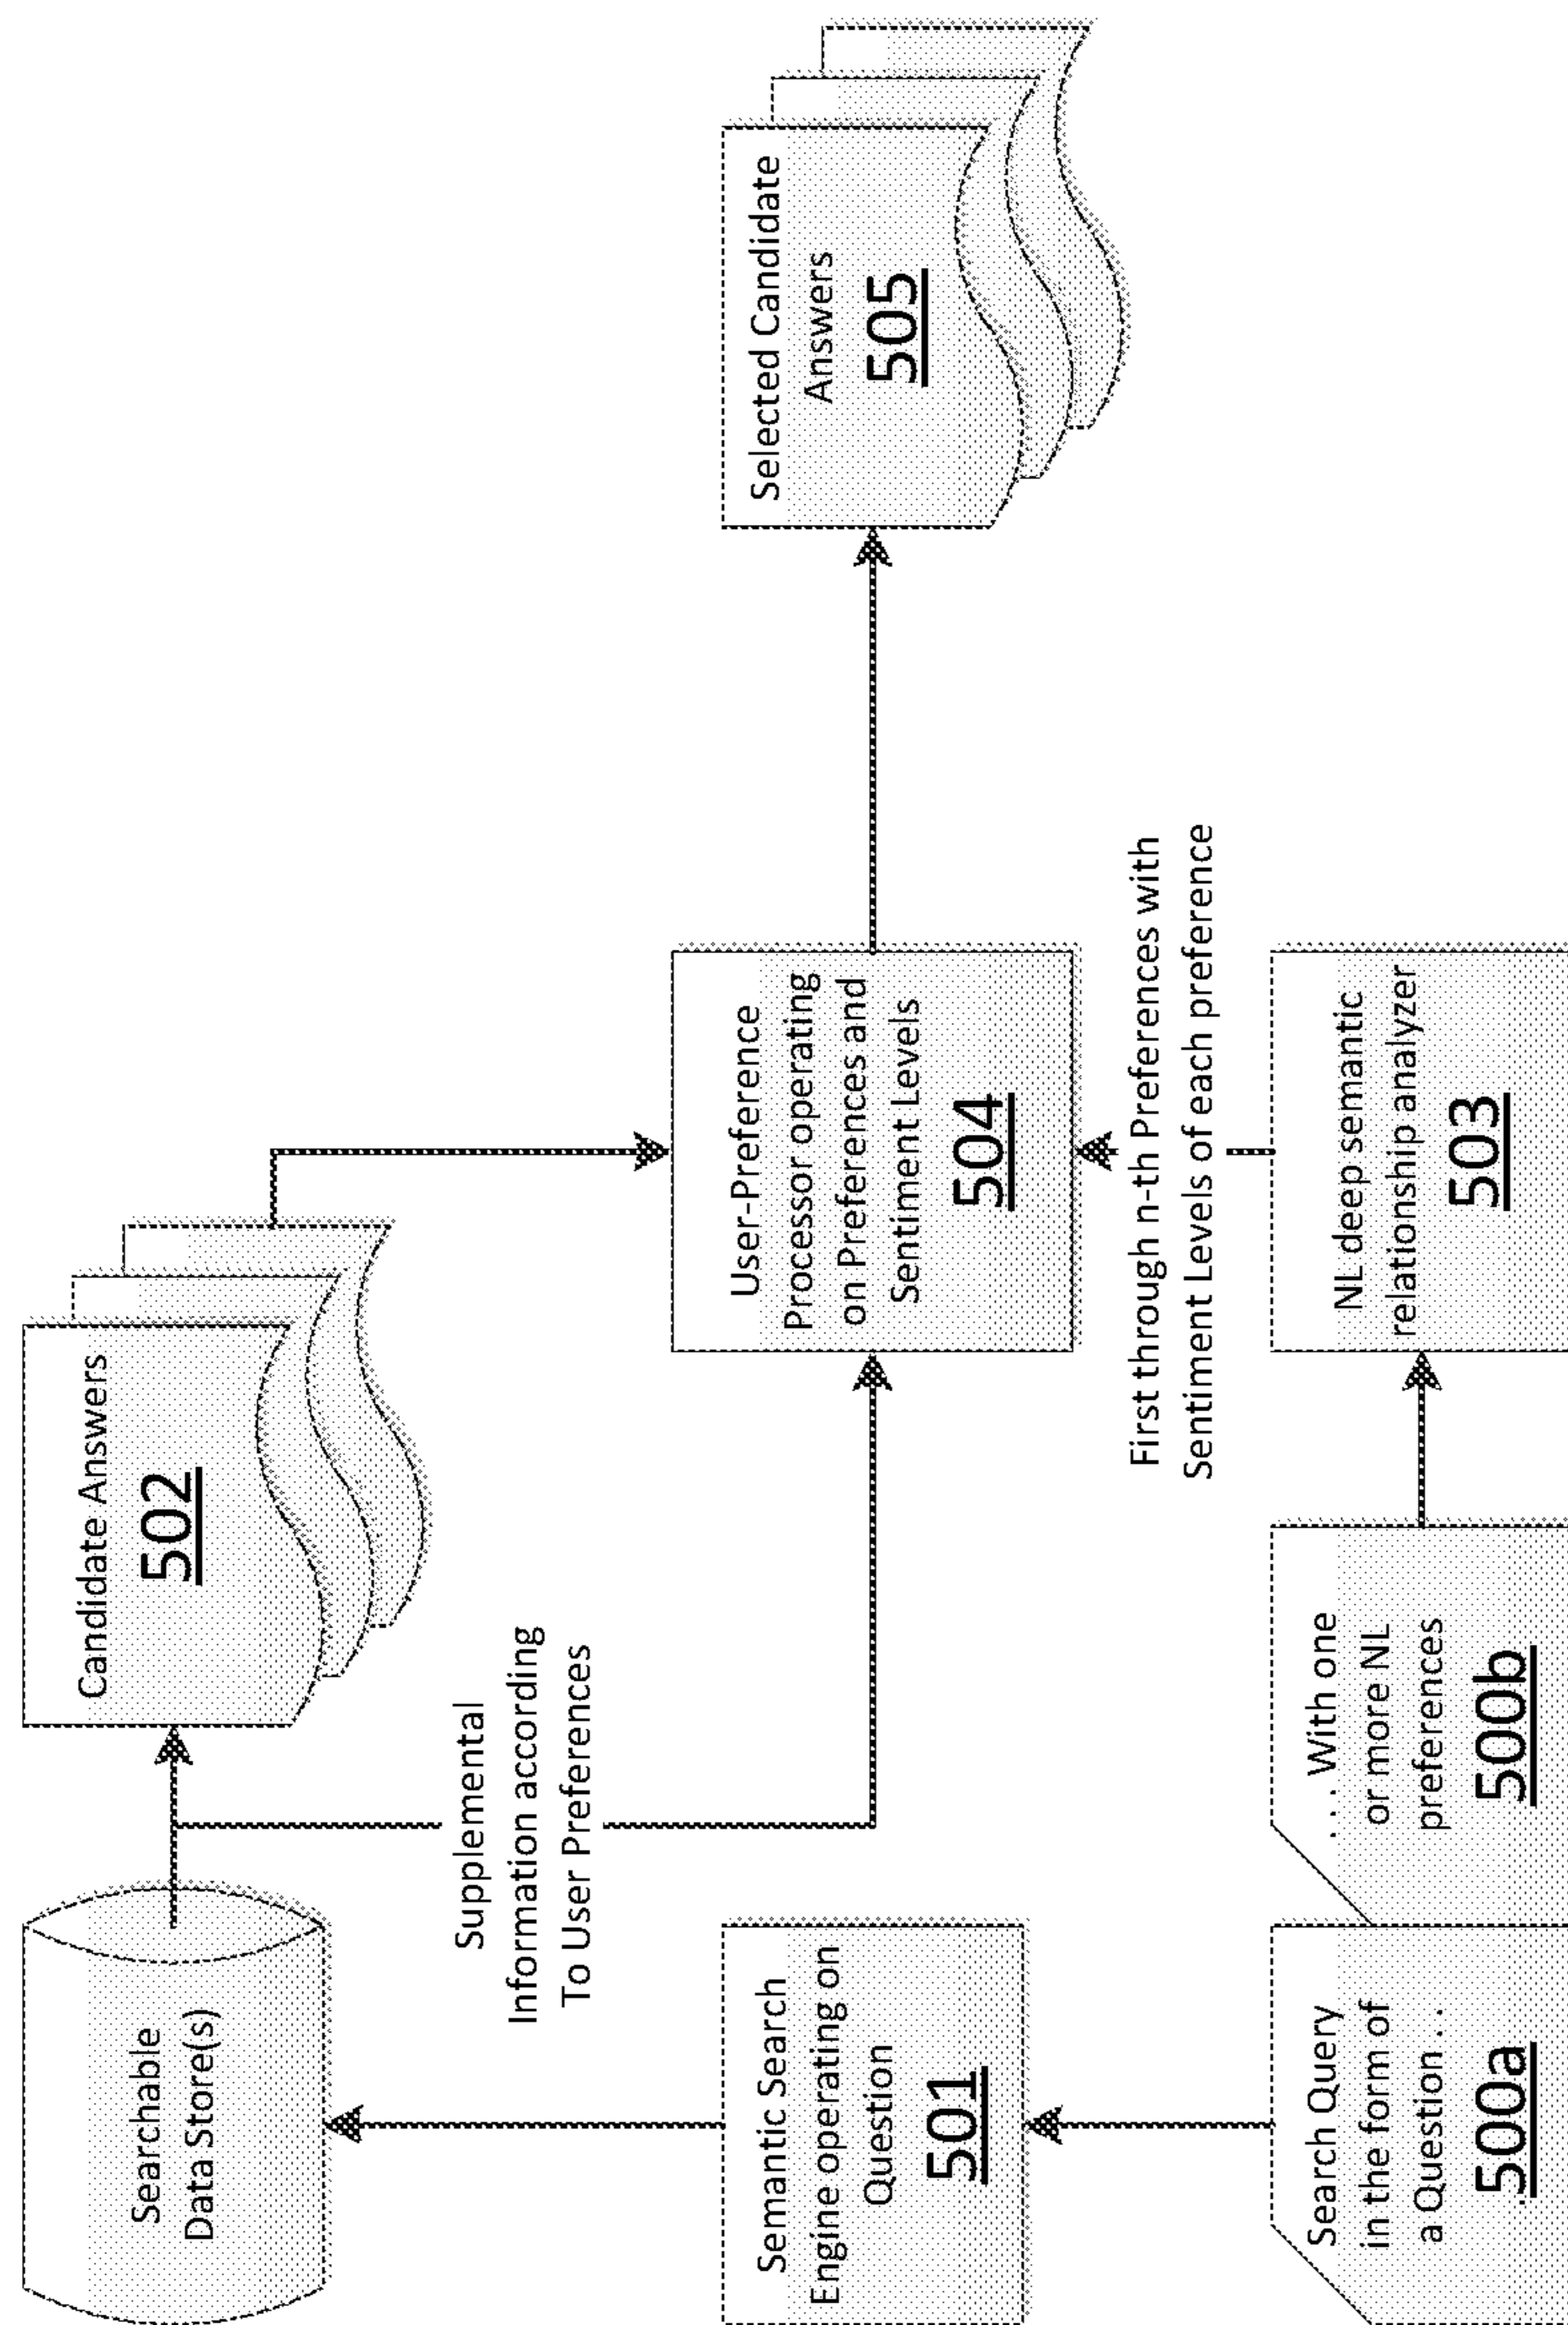 Searchable
Data Store(s)
Candidate Answers
502
Supplemental
Information according
To User Preferences
Semantic Search
Engine operating on
Question
501
User-Preference
Processor operating
on Preferences and
Sentiment Levels
504
Selected Candidate
Answers
505
First through n-th Preferences with
Sentiment Levels of each preference
Search Query
in the form of
a Question . .
500a
. . . With one
or more NL
preferences
500b
NL deep semantic
relationship analyzer
503